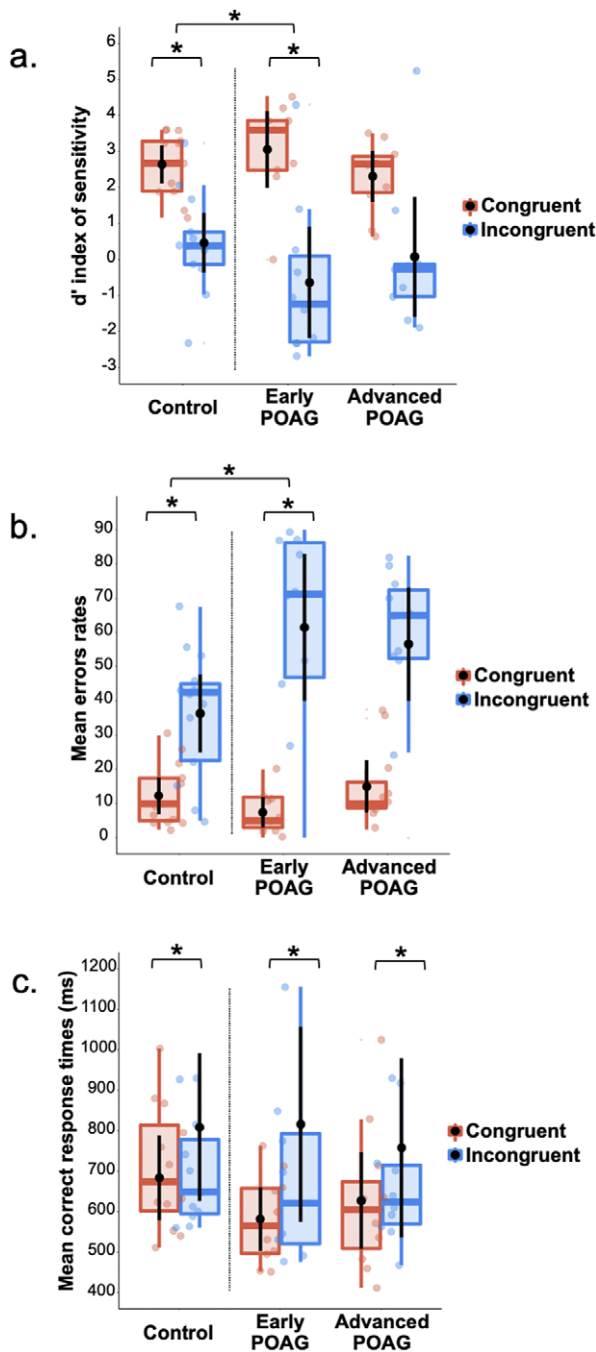 a.
*
*
*
d' index of sensitivity
6
5
4
3
2
1
0
-1
-2
-3
Control
Early
POAG
Advanced
POAG
Congruent
Incongruent
b.
*
*
*
Mean errors rates
90
80
70
60
50
40
30
20
10
0
Control
Early
POAG
Advanced
POAG
Congruent
Incongruent
c.
*
*
*
Mean correct response times (ms)
1200
1100
1000
900
800
700
600
500
400
Control
Early
POAG
Advanced
POAG
Congruent
Incongruent